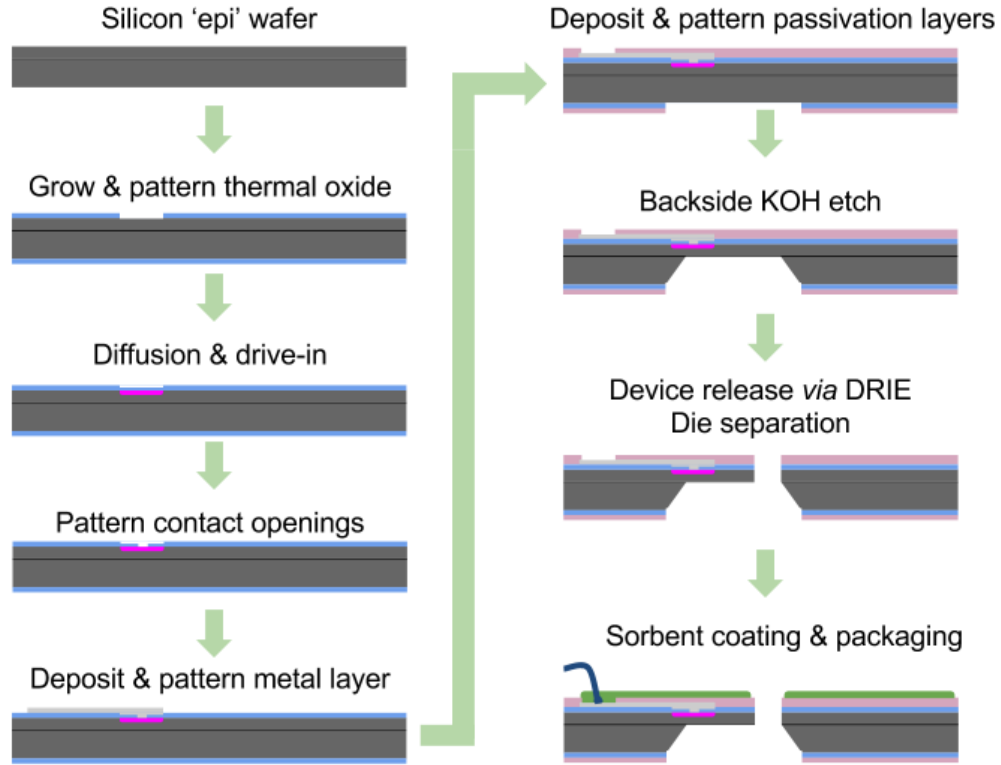 Silicon ‘epi’ wafer
Grow & pattern thermal oxide
Diffusion & drive-in
Pattern contact openings
Deposit & pattern metal layer
Deposit & pattern passivation layers
Backside KOH etch
Device release via DRIE
Die separation
Sorbent coating & packaging